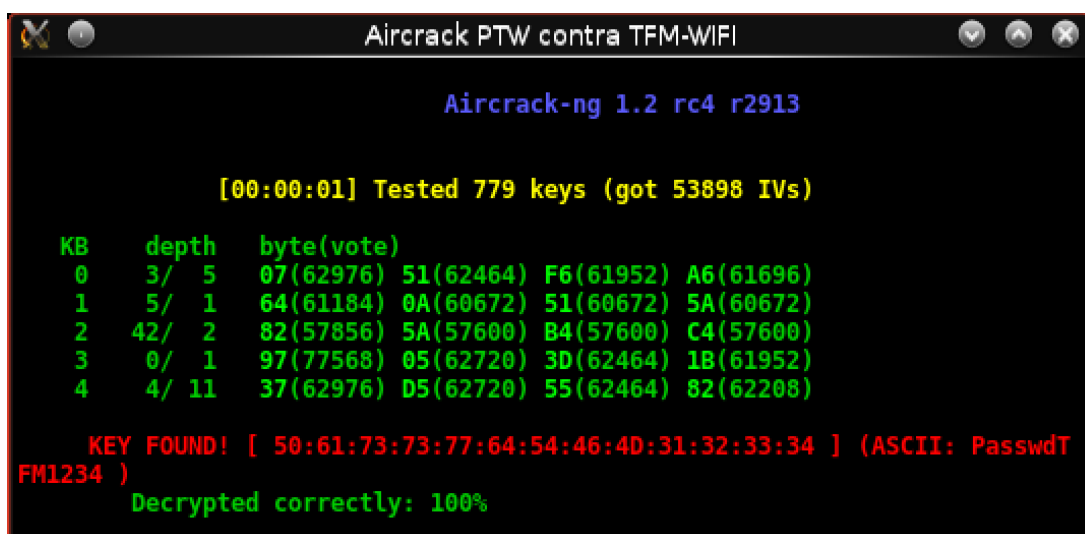 Aircrack PTW contra TFM-WIFI
Aircrack-ng 1.2 rc4 r2913
[00:00:01] Tested 779 keys (got 53898 IVs)
KB depth byte(vote)
0 3/ 5 07(62976) 51(62464) F6(61952) A6(61696)
1 5/ 1 64(61184) 0A(60672) 51(60672) 5A(60672)
2 42/ 2 82(57856) 5A(57600) B4(57600) C4(57600)
3 0/ 1 97(77568) 05(62720) 3D(62464) 1B(61952)
4 4/ 11 37(62976) D5(62720) 55(62464) 82(62208)
KEY FOUND! [ 50:61:73:73:77:64:54:46:4D:31:32:33:34 ] (ASCII: PasswdT
FM1234 )
Decrypted correctly: 100%